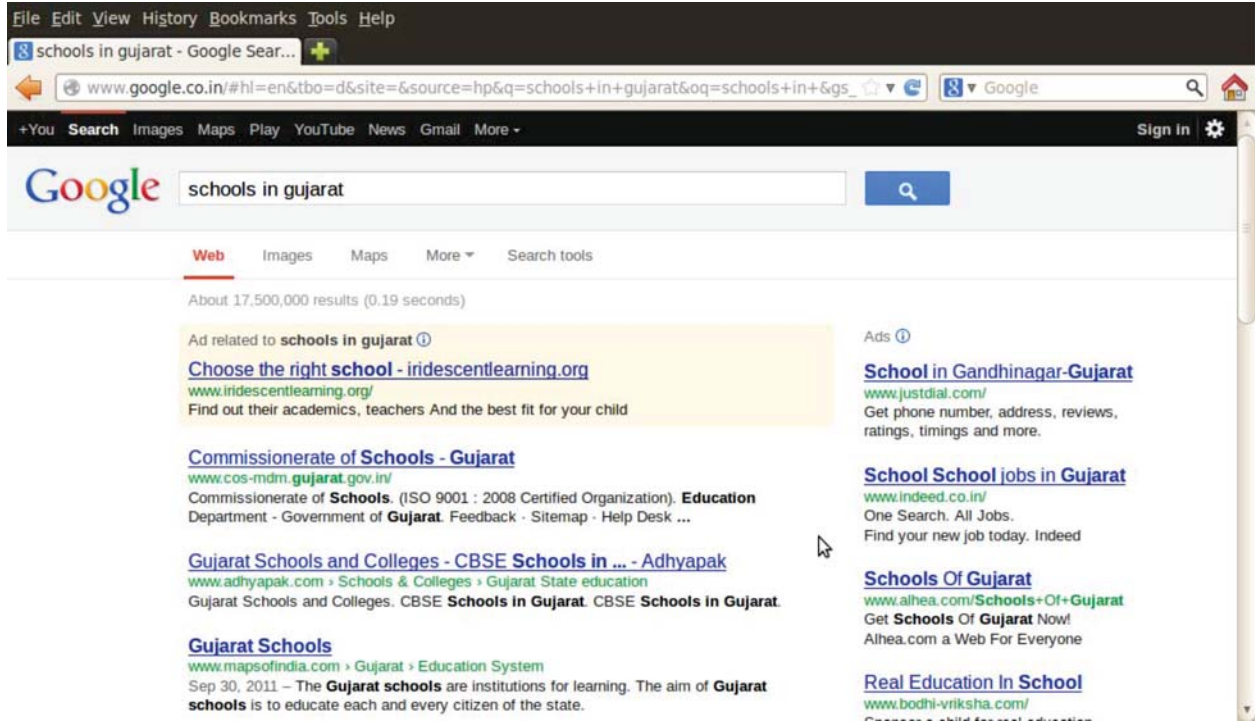 File Edit View History Bookmarks Tools Help
schools in gujarat - Google Sear...
www.google.co.in/#hl=en&tbo=d&site=&source=hp&q=schools+in+gujarat&oq=schools+in+&gs_
Google
+You Search Images Maps Play YouTube News Gmail More
Sign in
Google schools in gujarat
Web Images Maps More Search tools
About 17,500,000 results (0.19 seconds)
Ad related to schools in gujarat
Choose the right school - iridescentlearning.org
www.iridescentlearning.org/
Find out their academics, teachers And the best fit for your child
Commissionerate of Schools - Gujarat
www.cos-mdm.gujarat.gov.in/
Commissionerate of Schools. (ISO 9001 : 2008 Certified Organization). Education
Department - Government of Gujarat. Feedback · Sitemap · Help Desk ...
Gujarat Schools and Colleges - CBSE Schools in ... - Adhyapak
www.adhyapak.com › Schools & Colleges › Gujarat State education
Gujarat Schools and Colleges. CBSE Schools in Gujarat. CBSE Schools in Gujarat.
Gujarat Schools
www.mapsofindia.com › Gujarat › Education System
Sep 30, 2011 – The Gujarat schools are institutions for learning. The aim of Gujarat
schools is to educate each and every citizen of the state.
Ads
School in Gandhinagar-Gujarat
www.justdial.com/
Get phone number, address, reviews,
ratings, timings and more.
School School jobs in Gujarat
www.indeed.co.in/
One Search. All Jobs.
Find your new job today. Indeed
Schools Of Gujarat
www.alhea.com/Schools+Of+Gujarat
Get Schools Of Gujarat Now!
Alhea.com a Web For Everyone
Real Education In School
www.bodhi-vriksha.com/